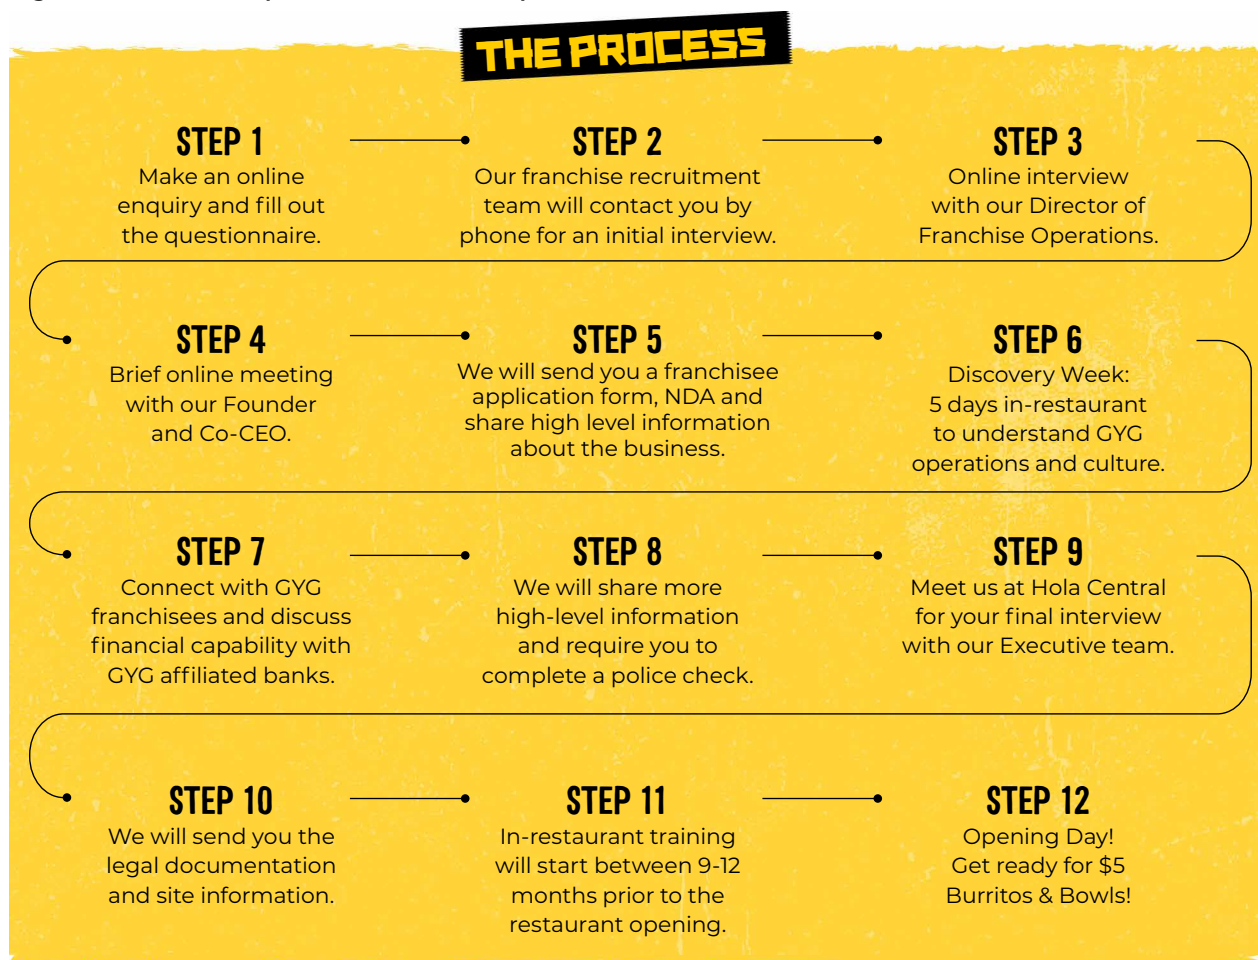 THE PROCESS
STEP 1
Make an online
enquiry and fill out
the questionnaire.
STEP 2
Our franchise recruitment
team will contact you by
phone for an initial interview.
STEP 3
Online interview
with our Director of
Franchise Operations.
STEP 4
Brief online meeting
with our Founder
and Co-CEO.
STEP 5
We will send you a franchisee
application form, NDA and
share high level information
about the business.
STEP 6
Discovery Week:
5 days in-restaurant
to understand GYG
operations and culture.
STEP 7
Connect with GYG
franchisees and discuss
financial capability with
GYG affiliated banks.
STEP 8
We will share more
high-level information
and require you to
complete a police check.
STEP 9
Meet us at Hola Central
for your final interview
with our Executive team.
STEP 10
We will send you the
legal documentation
and site information.
STEP 11
In-restaurant training
will start between 9-12
months prior to the
restaurant opening.
STEP 12
Opening Day!
Get ready for $5
Burritos & Bowls!